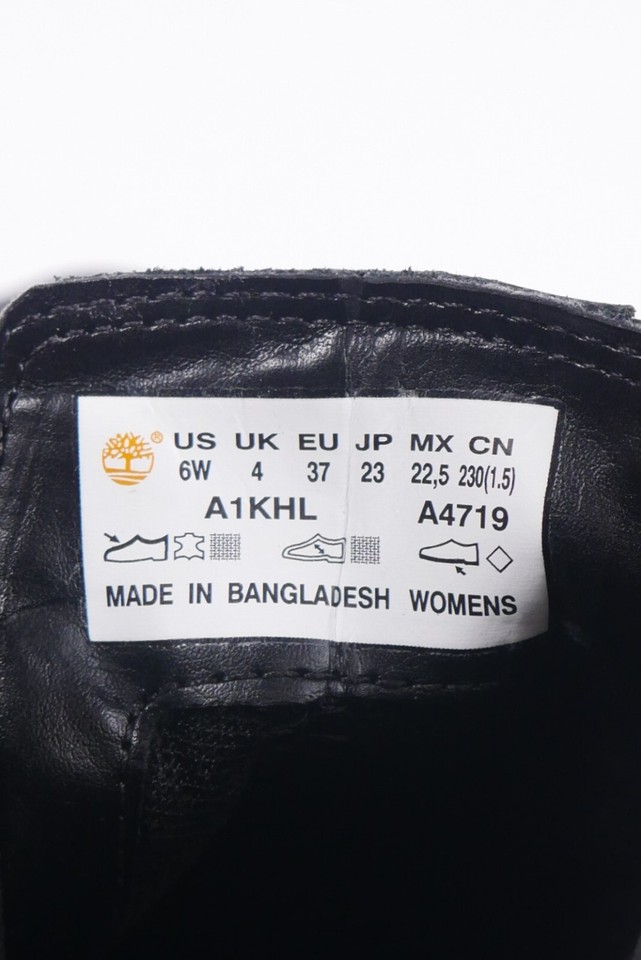 ® US UK EU JP MX CN
6W 4 37 23 22,5 230(1.5)
A1KHL A4719
MADE IN BANGLADESH WOMENS